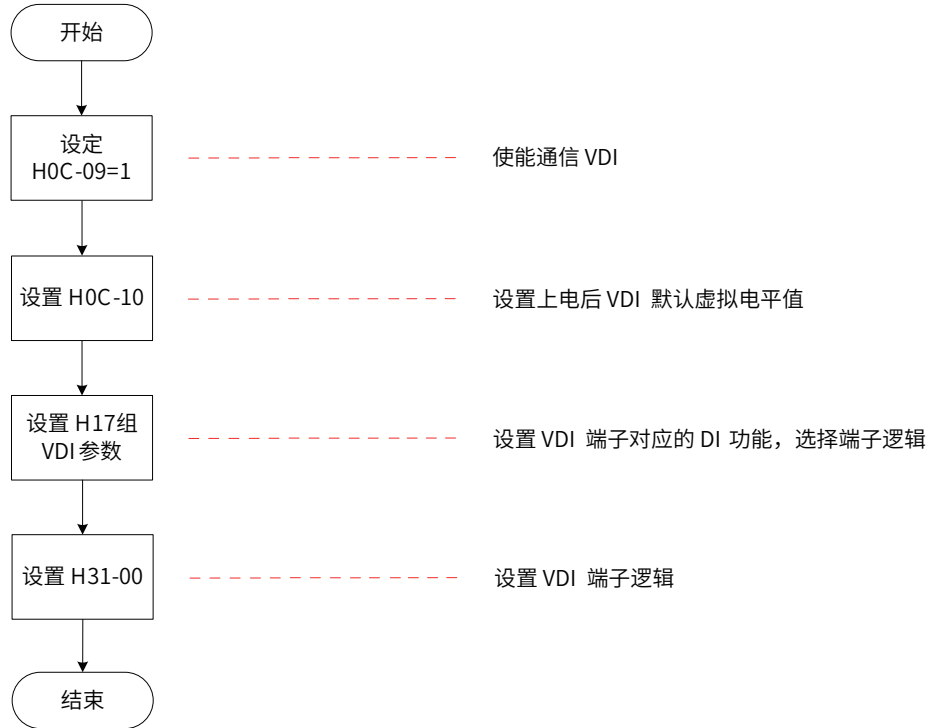 开始
设定
H0C-09=1
使能通信 VDI
设置 H0C-10
设置上电后 VDI 默认虚拟电平值
设置 H17组
VDI 参数
设置 VDI 端子对应的 DI 功能，选择端子逻辑
设置 H31-00
设置 VDI 端子逻辑
结束